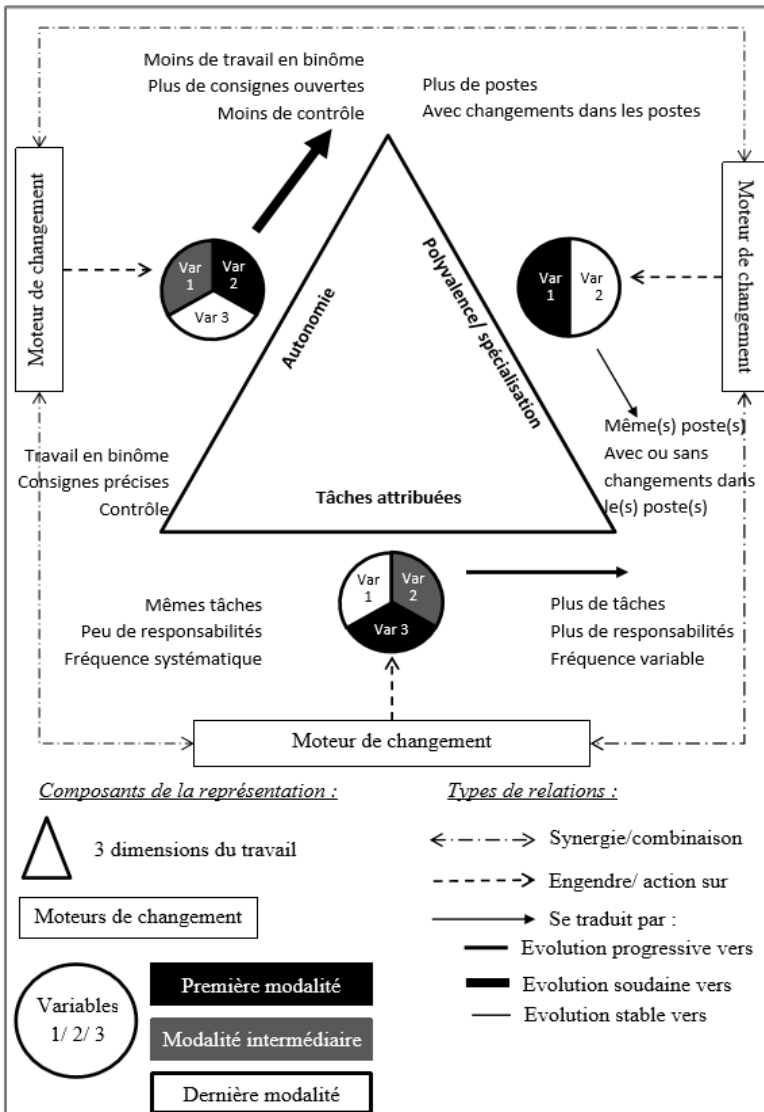 Moins de travail en binôme
Plus de consignes ouvertes
Moins de contrôle
Plus de postes
Avec changements dans les postes
Moteur de changement
Var
1
Var
2
Var 3
Autonomie
Polyvalence/ spécialisation
Var
1
Var
2
Moteur de changement
Travail en binôme
Consignes précises
Contrôle
Même(s) poste(s)
Avec ou sans
changements dans
le(s) poste(s)
Tâches attribuées
Mêmes tâches
Peu de responsabilités
Fréquence systématique
Var
1
Var
2
Var 3
Plus de tâches
Plus de responsabilités
Fréquence variable
Moteur de changement
Composants de la représentation :
3 dimensions du travail
Moteurs de changement
Variables
1/ 2/ 3
Première modalité
Modalité intermédiaire
Dernière modalité
Types de relations :
Synergie/combinaison
Engendre/ action sur
Se traduit par :
Evolution progressive vers
Evolution soudaine vers
Evolution stable vers